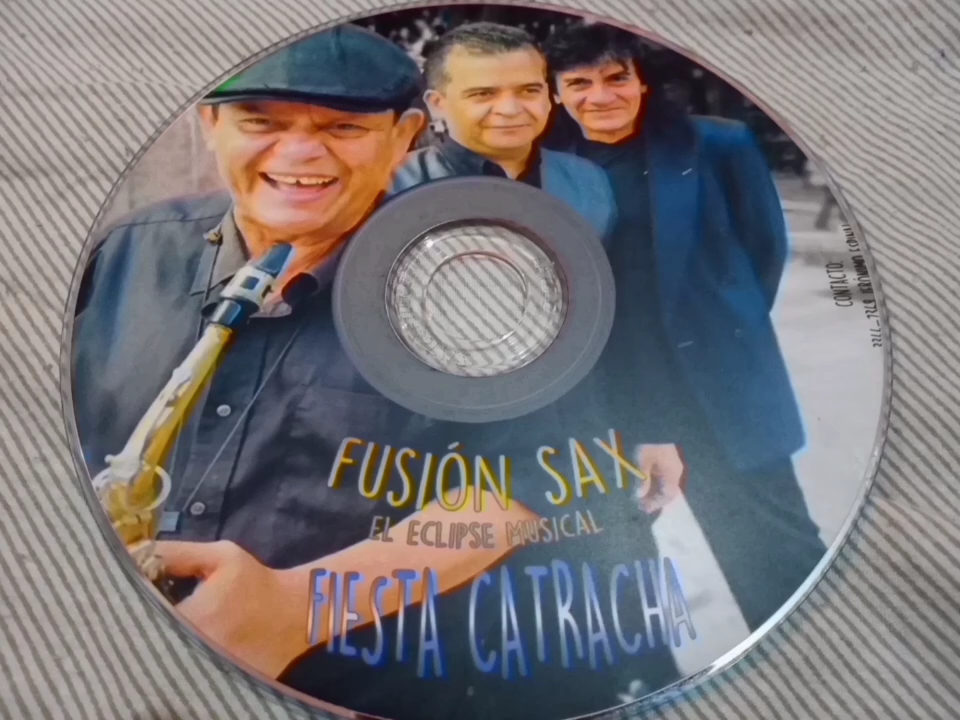 FUSIÓN SAX
EL ECLIPSE MUSICAL
FIESTA CATRACHA
CONTACTO: